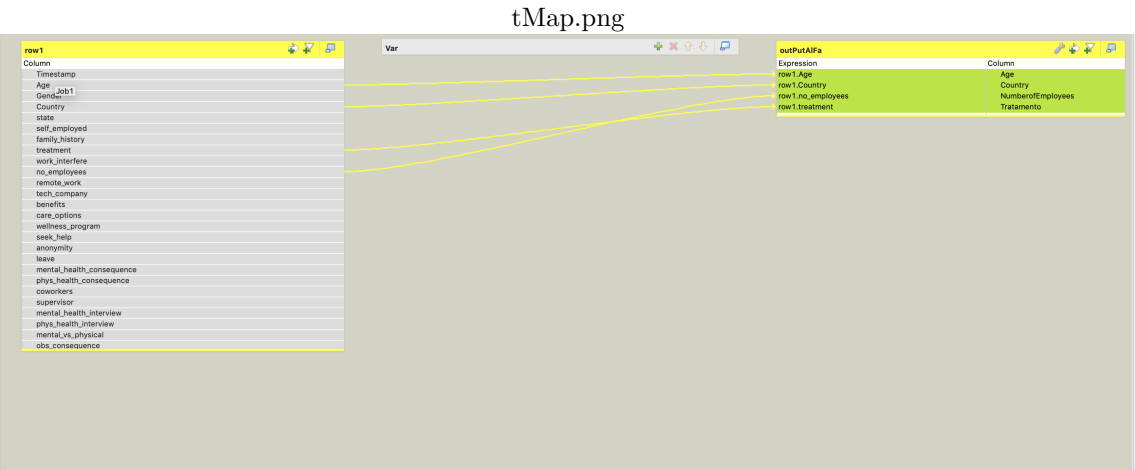 tMap.png
row1
Column
Timestamp
Age
Job1
Gender
Country
state
self_employed
family_history
treatment
work_interfere
no_employees
remote_work
tech_company
benefits
care_options
wellness_program
seek_help
anonymity
leave
mental_health_consequence
phys_health_consequence
coworkers
supervisor
mental_health_interview
phys_health_interview
mental_vs_physical
obs_consequence
Var
outPutAlFa
Expression Column
row1.Age Age
row1.Country Country
row1.no_employees NumberofEmployees
row1.treatment Tratamento